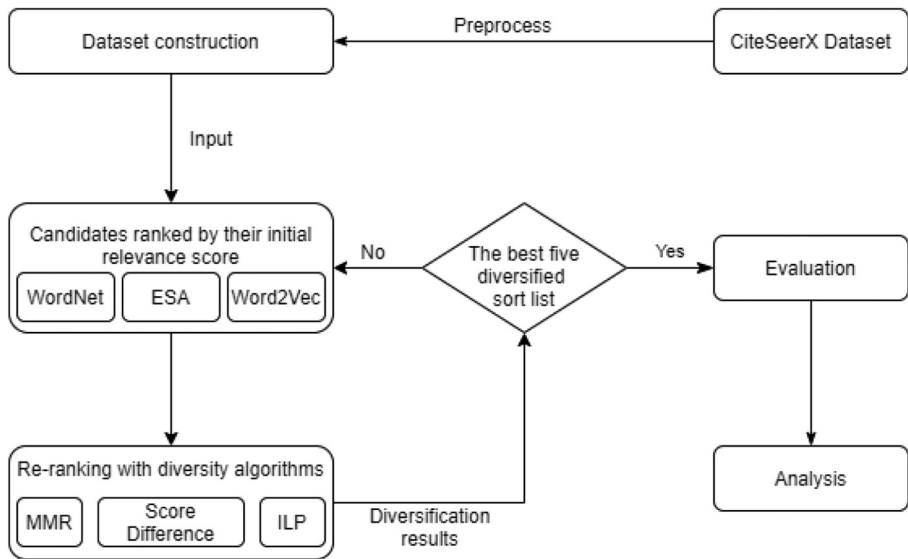 Dataset construction
Preprocess
CiteSeerX Dataset
Input
Candidates ranked by their initial
relevance score
WordNet
ESA
Word2Vec
No
The best five
diversified
sort list
Yes
Evaluation
Re-ranking with diversity algorithms
MMR
Score
Difference
ILP
Diversification
results
Analysis